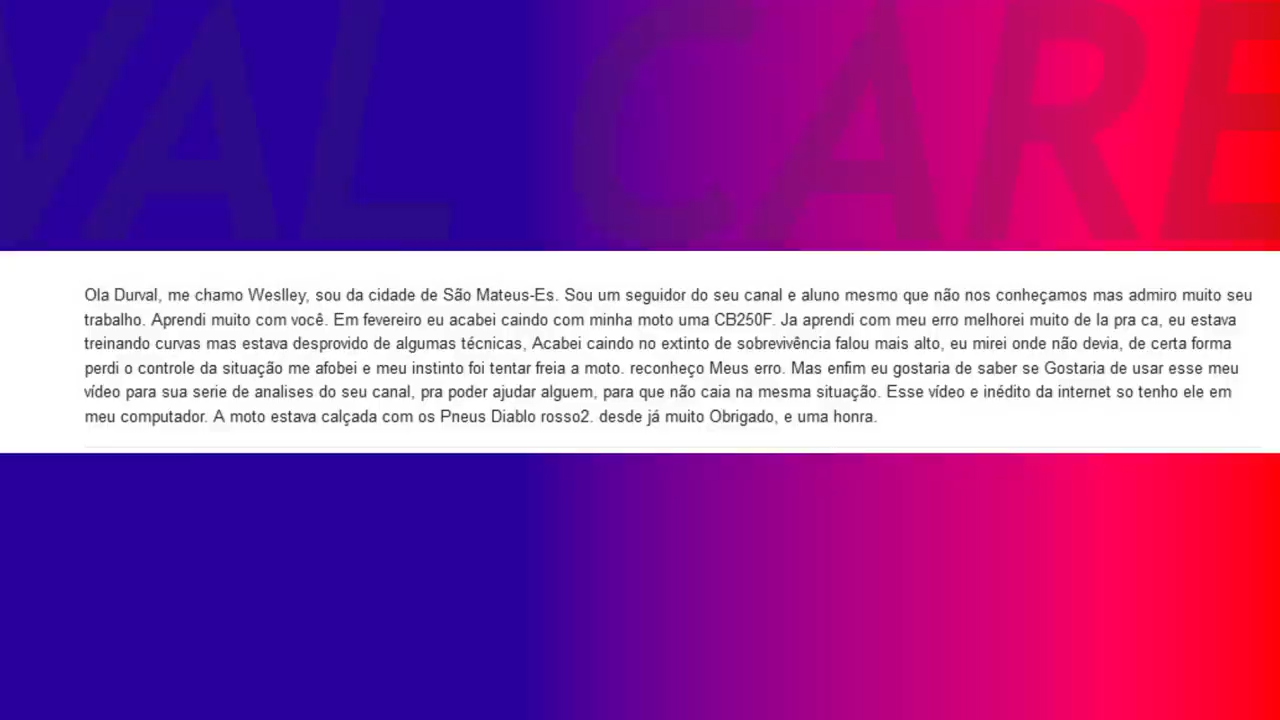 VAL CARE
Ola Durval, me chamo Weslley, sou da cidade de São Mateus-Es. Sou um seguidor do seu canal e aluno mesmo que não nos conheçamos mas admiro muito seu
trabalho. Aprendi muito com você. Em fevereiro eu acabei caindo com minha moto uma CB250F. Ja aprendi com meu erro melhorei muito de la pra ca, eu estava
treinando curvas mas estava desprovido de algumas técnicas, Acabei caindo no extinto de sobrevivência falou mais alto, eu mirei onde não devia, de certa forma
perdi o controle da situação me afobei e meu instinto foi tentar freia a moto. reconheço Meus erro. Mas enfim eu gostaria de saber se Gostaria de usar esse meu
vídeo para sua serie de analises do seu canal, pra poder ajudar alguem, para que não caia na mesma situação. Esse vídeo e inédito da internet so tenho ele em
meu computador. A moto estava calçada com os Pneus Diablo rosso2. desde já muito Obrigado, e uma honra.